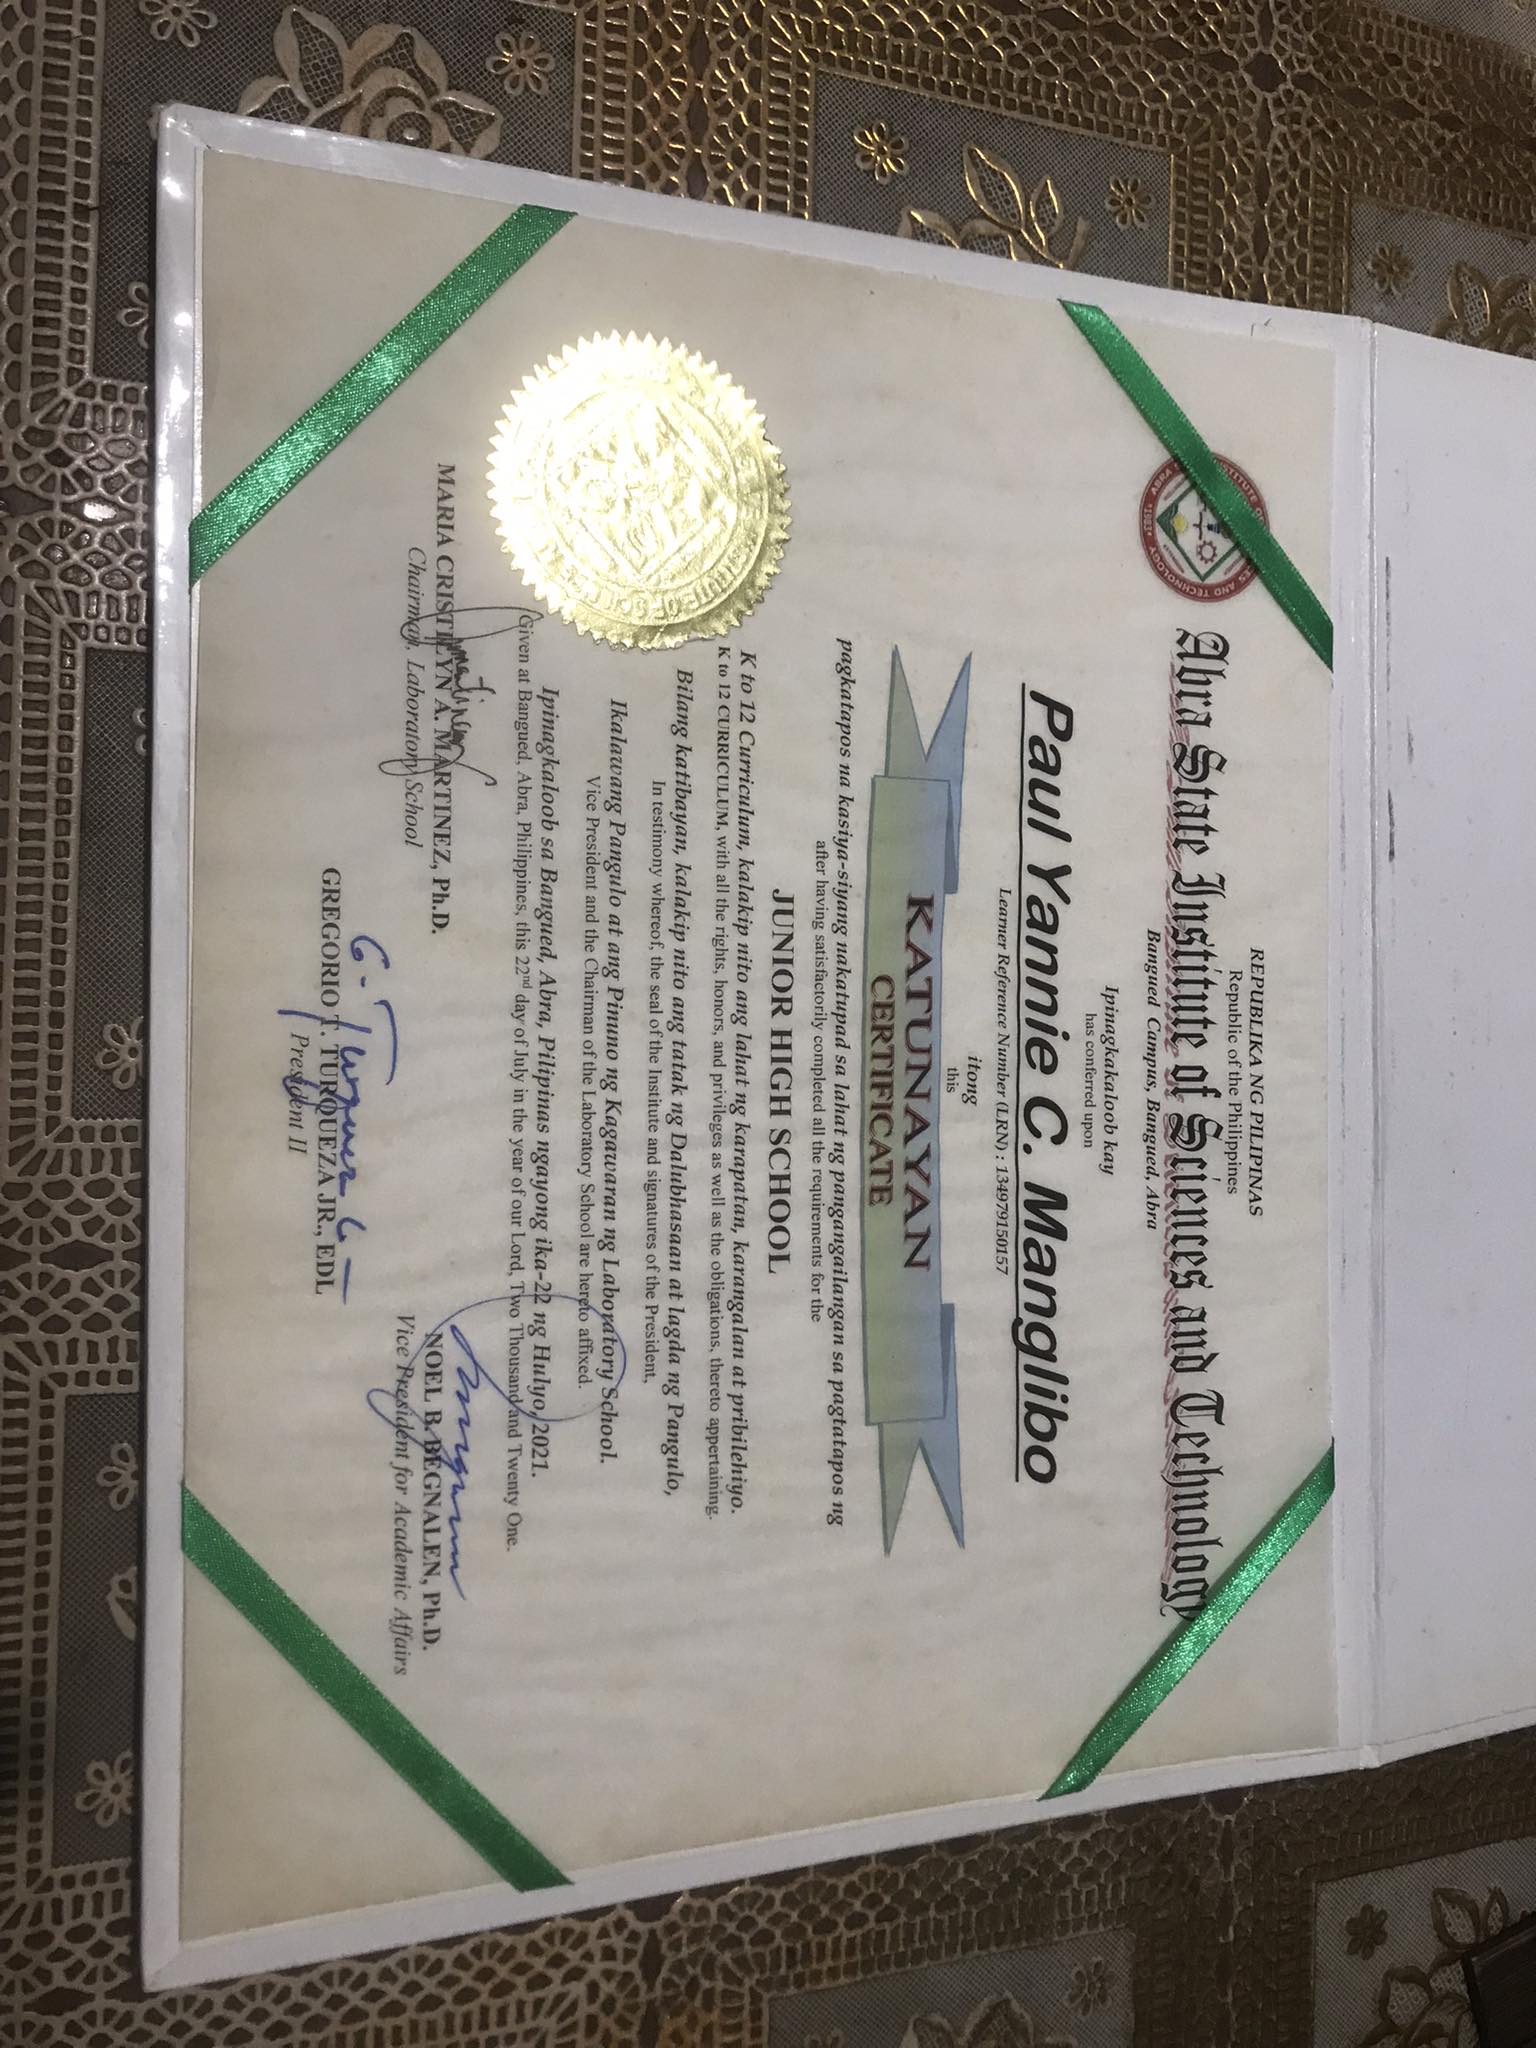 REPUBLIKA NG PILIPINAS
Republic of the Philippines
Abra State Institute of Sciences and Technology
Bangued Campus, Bangued, Abra
Ipinagkakaloob kay
has conferred upon
Paul Yannie C. Manglibo
Learner Reference Number (LRN) : 134979150157
itong
this
KATUNAYAN
CERTIFICATE
pagkatapos na kasiya-siyang nakatupad sa lahat ng pangangailangan sa pagtatapos ng
after having satisfactorily completed all the requirements for the
JUNIOR HIGH SCHOOL
K to 12 Curriculum, kalakip nito ang lahat ng karapatan, karangalan at pribilehiyo.
K to 12 CURRICULUM, with all the rights, honors, and privileges as well as the obligations, thereto appertaining.
Bilang katibayan, kalakip nito ang tatak ng Dalubhasaan at lagda ng Pangulo,
In testimony whereof, the seal of the Institute and signatures of the President,
Ikalawang Pangulo at ang Pinuno ng Kagawaran ng Laboratory School.
Vice President and the Chairman of the Laboratory School are hereto affixed.
Ipinagkaloob sa Bangued, Abra, Pilipinas ngayong ika-22 ng Hulyo, 2021.
Given at Bangued, Abra, Philippines, this 22nd day of July in the year of our Lord, Two Thousand and Twenty One.
MARIA CRISTILYN A. MARTINEZ, Ph.D.
Chairman, Laboratory School
NOEL B. BEGNALEN, Ph.D.
Vice President for Academic Affairs
GREGORIO T. TURQUEZA JR., EDL
President II